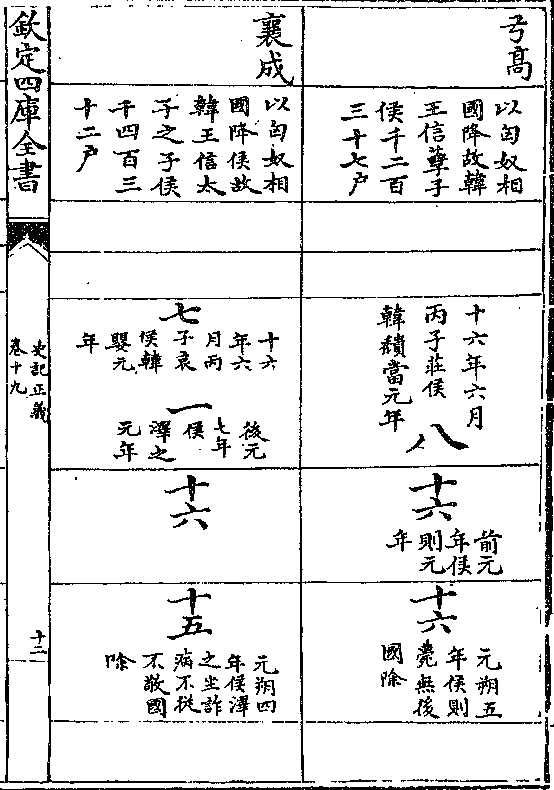 弓髙
以匈奴相
國降故韓
王信孽子
侯千二百
三十七户
十六年六月
丙子莊侯
韓穨當元年
八
十六
前元
年侯
則元
年
十六
元朔五
年侯則
薨無後
國除
襄成
以匈奴相
國降侯故
韓王信太
子之子侯
千四百三
十二户
七
十六
年六
月丙
子哀
侯韓
嬰元
年
一
後元
七年
侯
澤之
元年
十六
十五
元朔四
年侯澤
之坐詐
病不從
不敬國
除
欽定四庫全書
史記正義
卷十九
十二